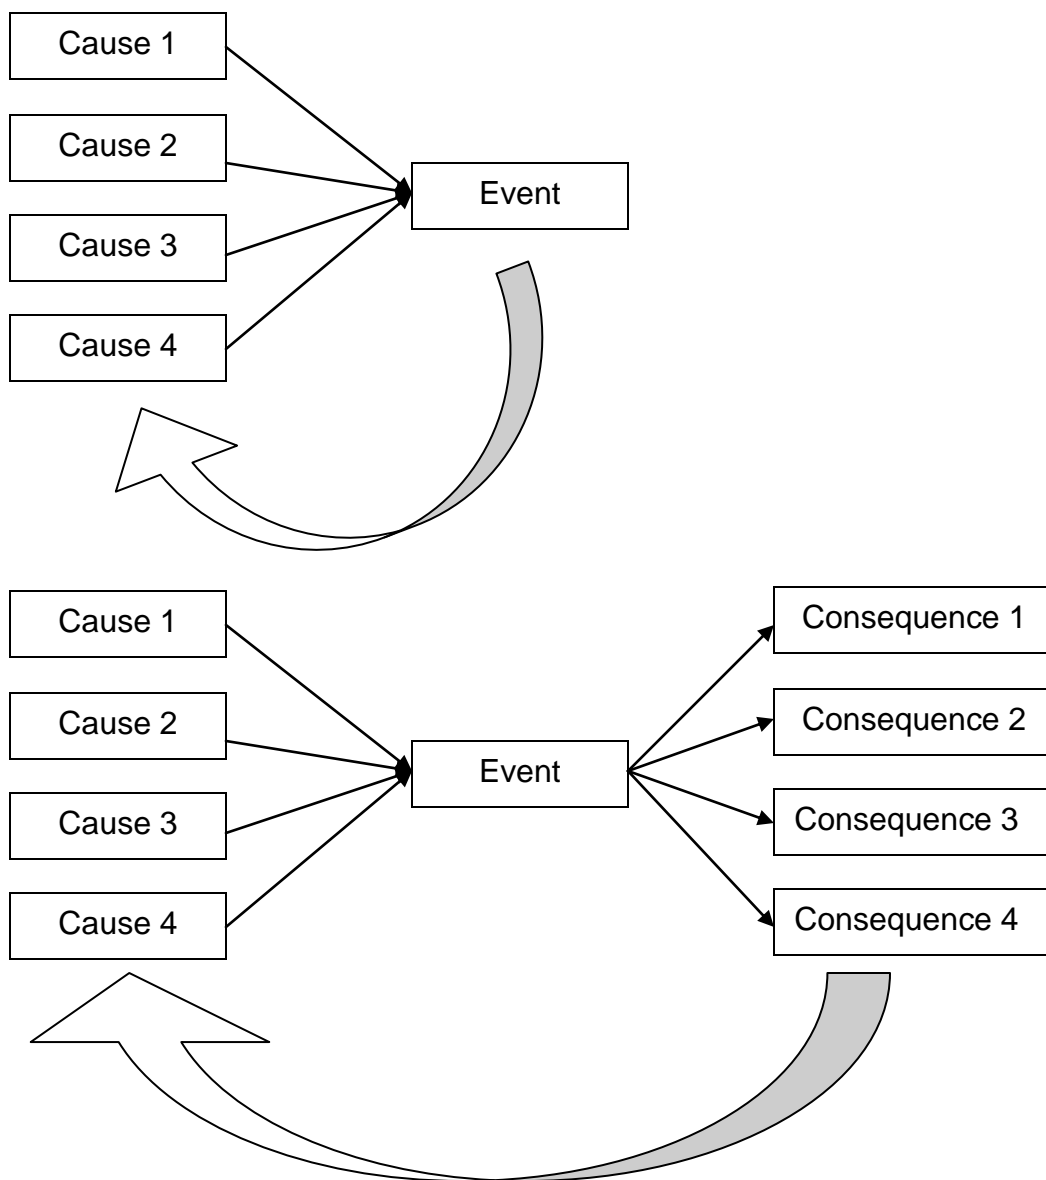 Cause 1
Cause 2
Event
Cause 3
Cause 4
Cause 1
Consequence 1
Cause 2
Consequence 2
Event
Cause 3
Consequence 3
Cause 4
Consequence 4